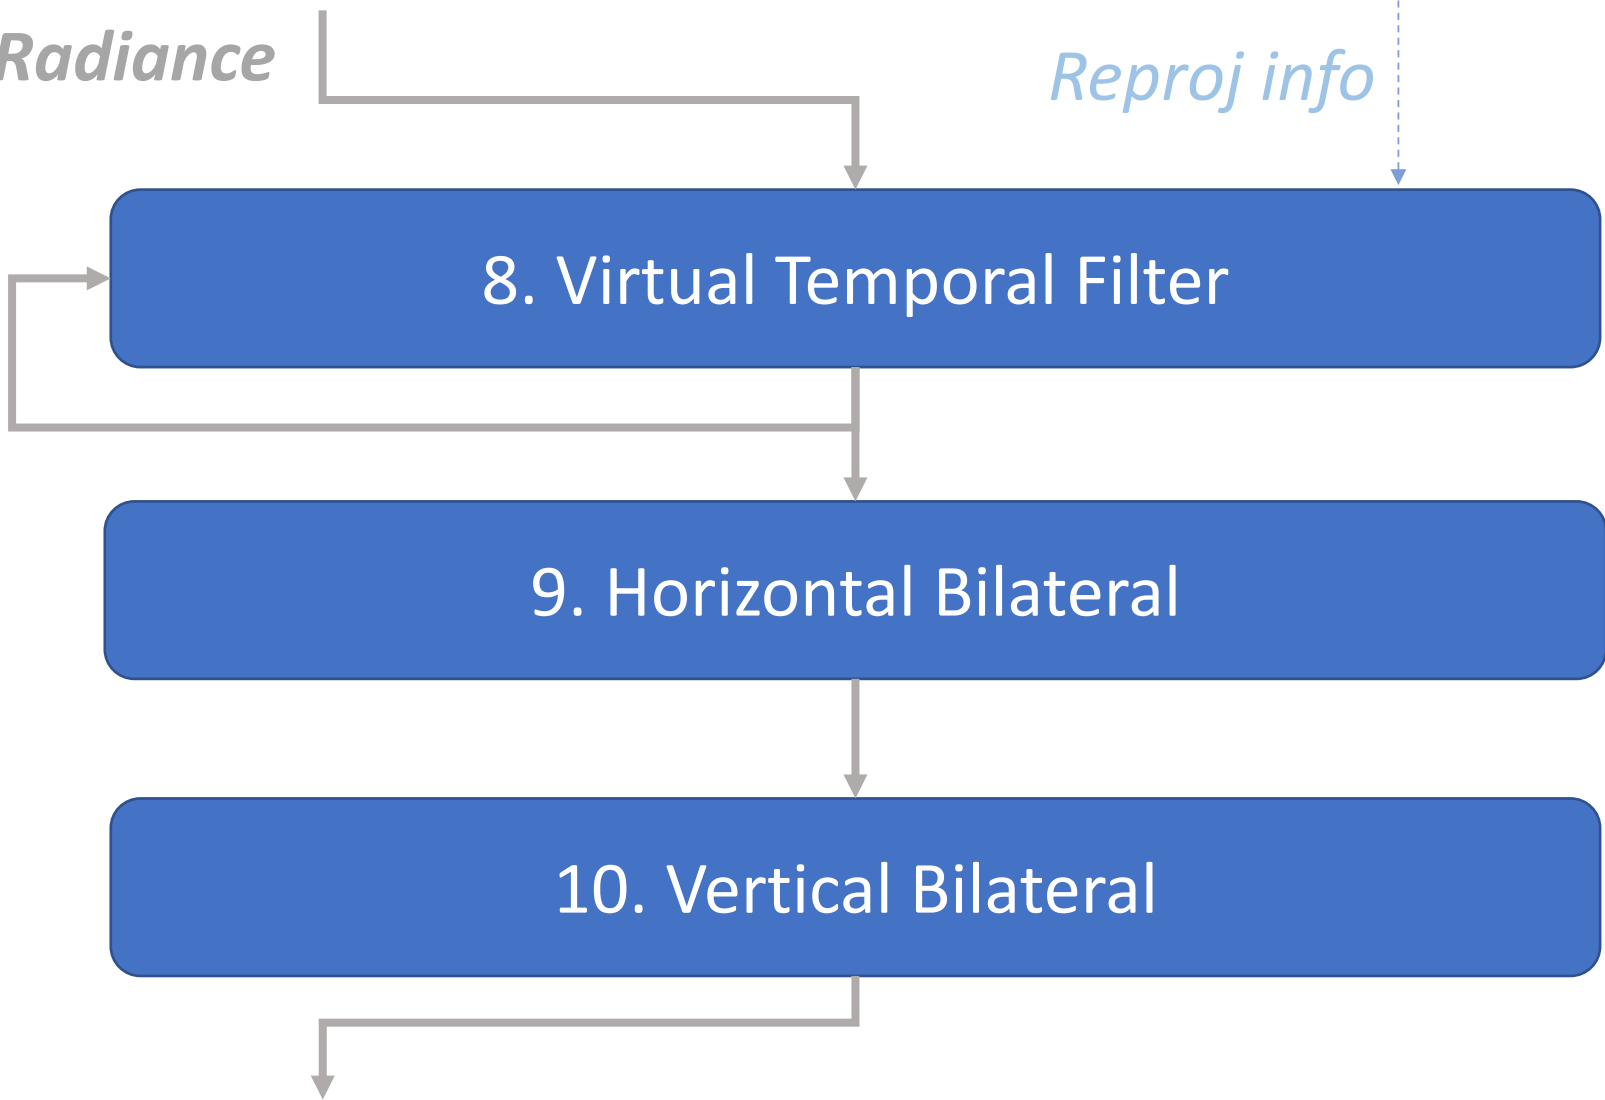 Radiance
Reproj info
8. Virtual Temporal Filter
9. Horizontal Bilateral
10. Vertical Bilateral